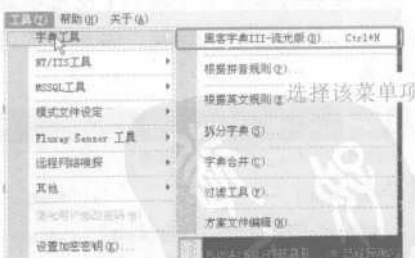 工具(T) 帮助(H) 关于(A)
字典工具
NT/IIS工具
MSSQL工具
模式文件设定
Fluxay Sensor 工具
远程网络嗅探
其他
设置加密密钥(K)...
黑客字典III-流光版(D) Ctrl+H
根据拼音规则(P)...
根据英文规则(E)
选择该菜单项
拆分字典(S)
字典合并(C)
过滤工具(F)
方案文件编辑(H)